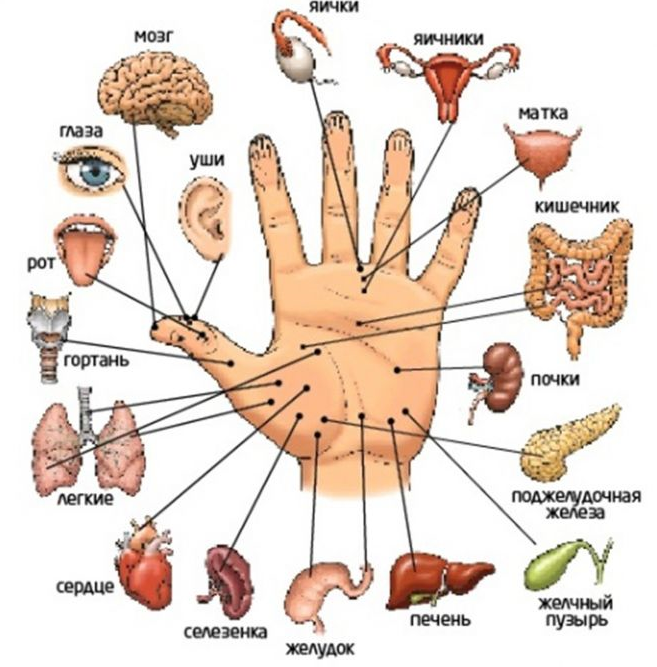 яички
мозг
яичники
матка
глаза
уши
кишечник
рот
гортань
почки
легкие
поджелудочная
железа
сердце
желчный
пузырь
печень
селезенка
желудок